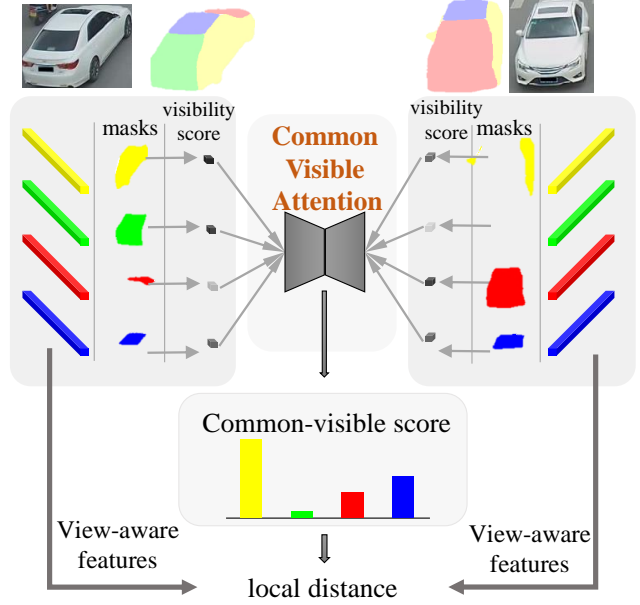 visibility
score
masks
Common
Visible
Attention
visibility
score
masks
Common-visible score
View-aware
features
View-aware
features
local distance